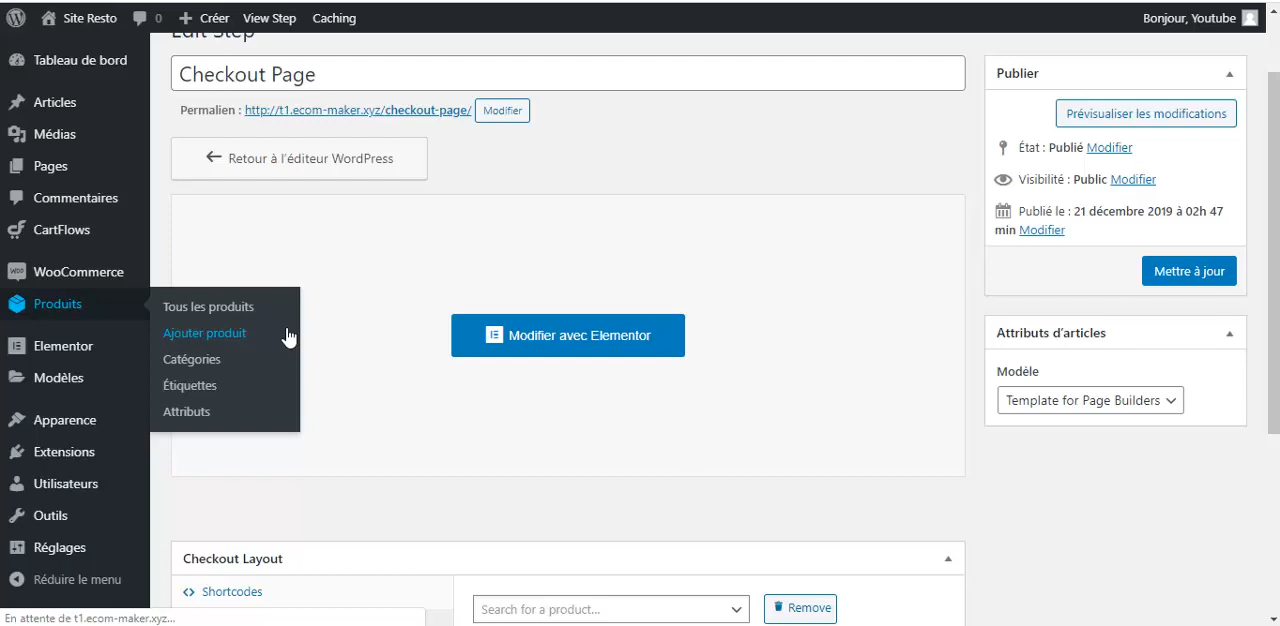 Site Resto
0
Créer
View Step
Caching
Bonjour, Youtube
Tableau de bord
Articles
Médias
Pages
Commentaires
CartFlows
WooCommerce
Produits
Elementor
Modèles
Apparence
Extensions
Utilisateurs
Outils
Réglages
Réduire le menu
Tous les produits
Ajouter produit
Catégories
Étiquettes
Attributs
Edit Step
Checkout Page
Permalien : http://t1.ecom-maker.xyz/checkout-page/ Modifier
Retour à l'éditeur WordPress
Modifier avec Elementor
Checkout Layout
Shortcodes
Search for a product...
Remove
Publier
Prévisualiser les modifications
État : Publié Modifier
Visibilité : Public Modifier
Publié le : 21 décembre 2019 à 02h 47
min Modifier
Mettre à jour
Attributs d'articles
Modèle
Template for Page Builders
En attente de t1.ecom-maker.xyz...